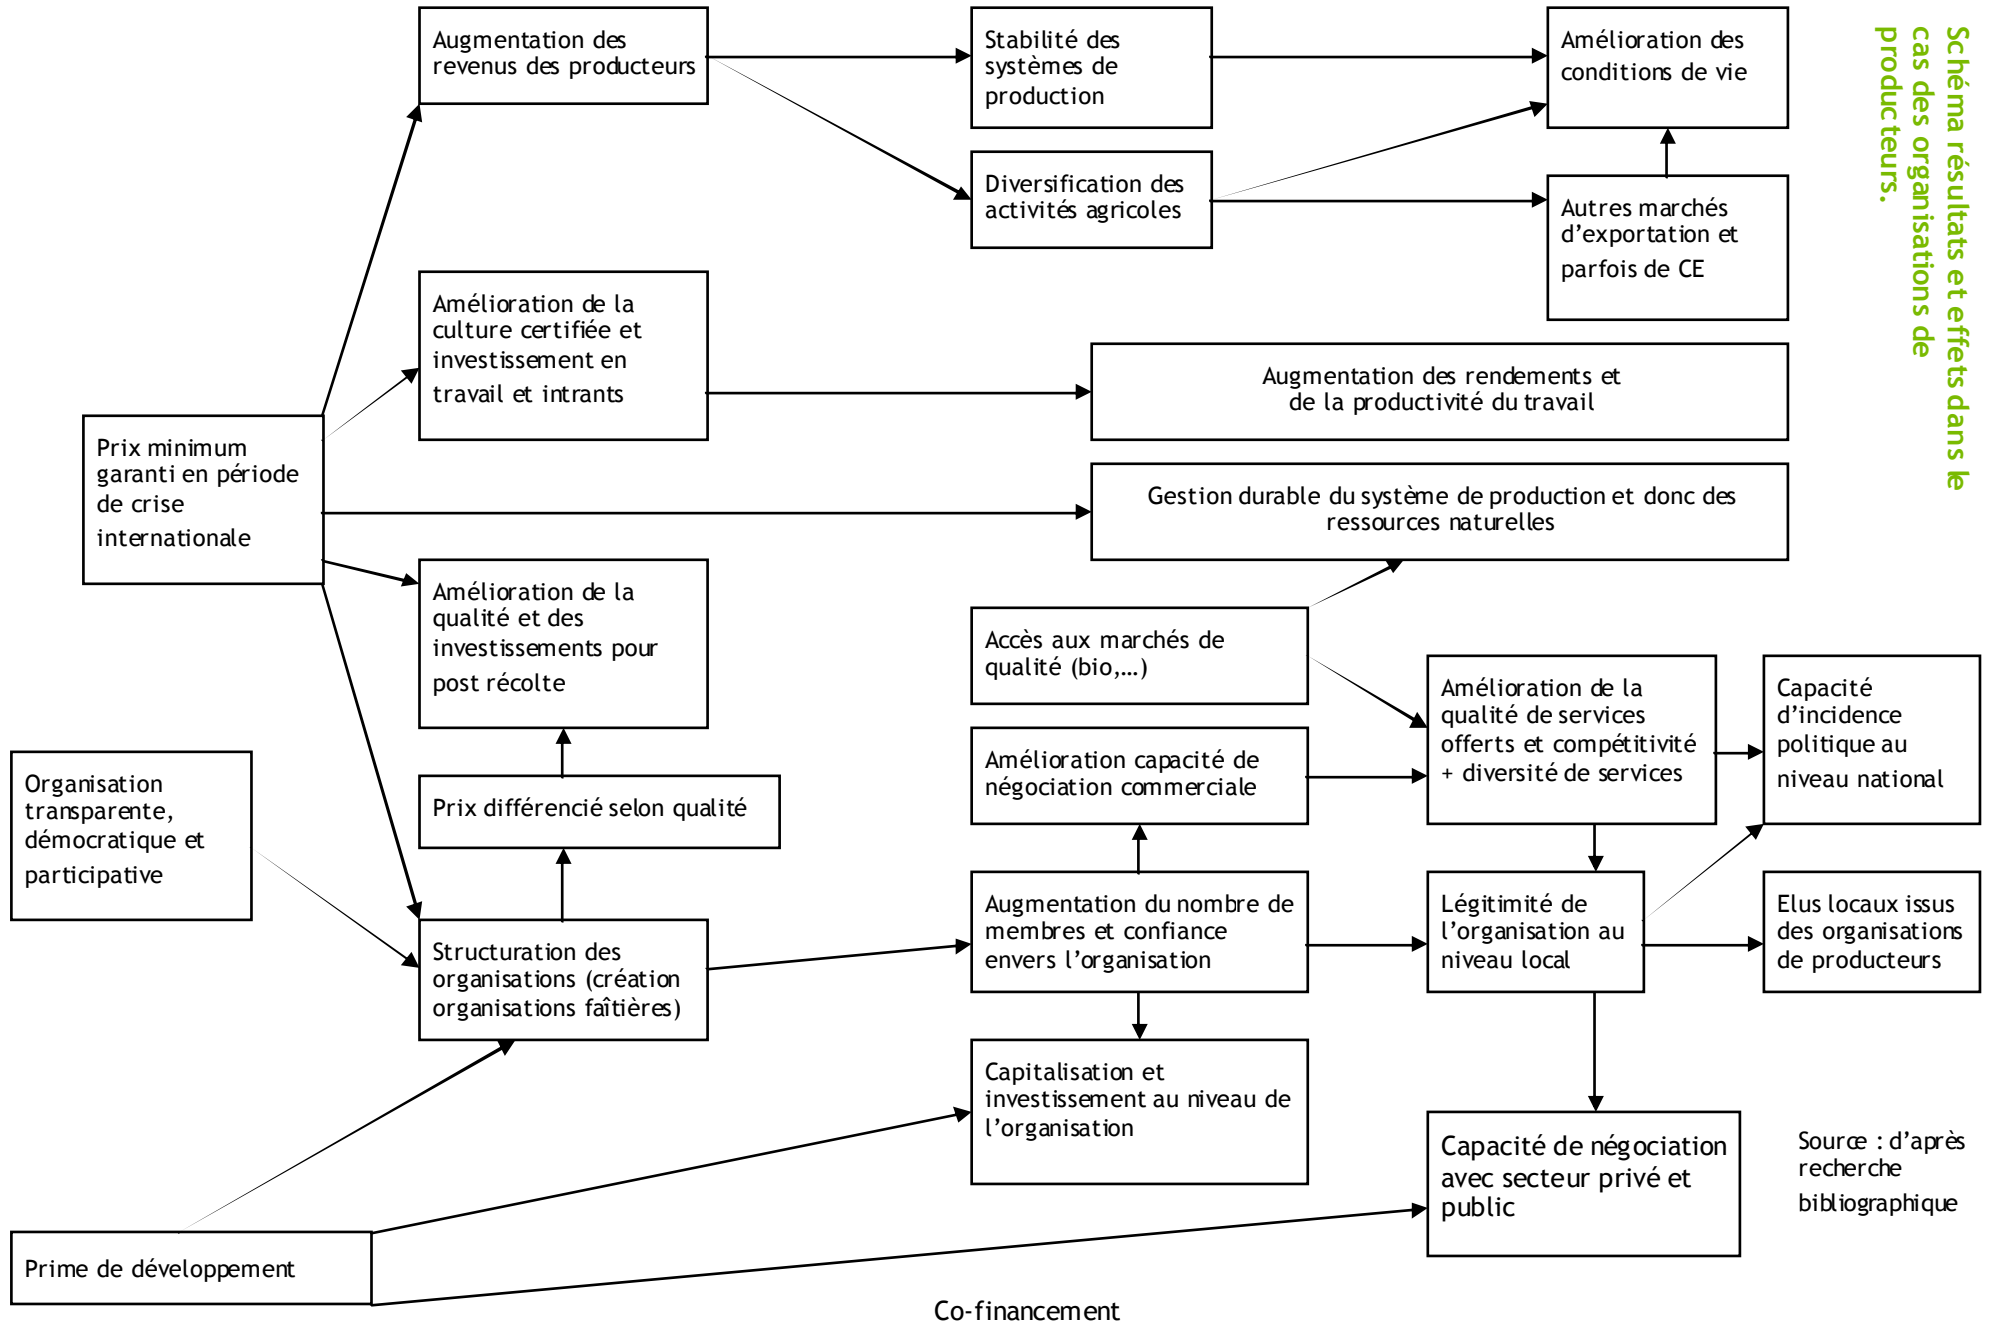 Schéma résultats et effets dans le
cas des organisations de
producteurs.
Augmentation des
revenus des producteurs
Stabilité des
systèmes de
production
Amélioration des
conditions de vie
Diversification des
activités agricoles
Autres marchés
d'exportation et
parfois de CE
Amélioration de la
culture certifiée et
investissement en
travail et intrants
Augmentation des rendements et
de la productivité du travail
Prix minimum
garanti en période
de crise
internationale
Gestion durable du système de production et donc des
ressources naturelles
Amélioration de la
qualité et des
investissements pour
post récolte
Accès aux marchés de
qualité (bio,...)
Amélioration de la
qualité de services
offerts et compétitivité
+ diversité de services
Capacité
d'incidence
politique au
niveau national
Organisation
transparente,
démocratique et
participative
Prix différencié selon qualité
Amélioration capacité de
négociation commerciale
Structuration des
organisations (création
organisations faîtières)
Augmentation du nombre de
membres et confiance
envers l'organisation
Légitimité de
l'organisation au
niveau local
Elus locaux issus
des organisations
de producteurs
Capitalisation et
investissement au niveau de
l'organisation
Capacité de négociation
avec secteur privé et
public
Source : d'après
recherche
bibliographique
Prime de développement
Co-financement